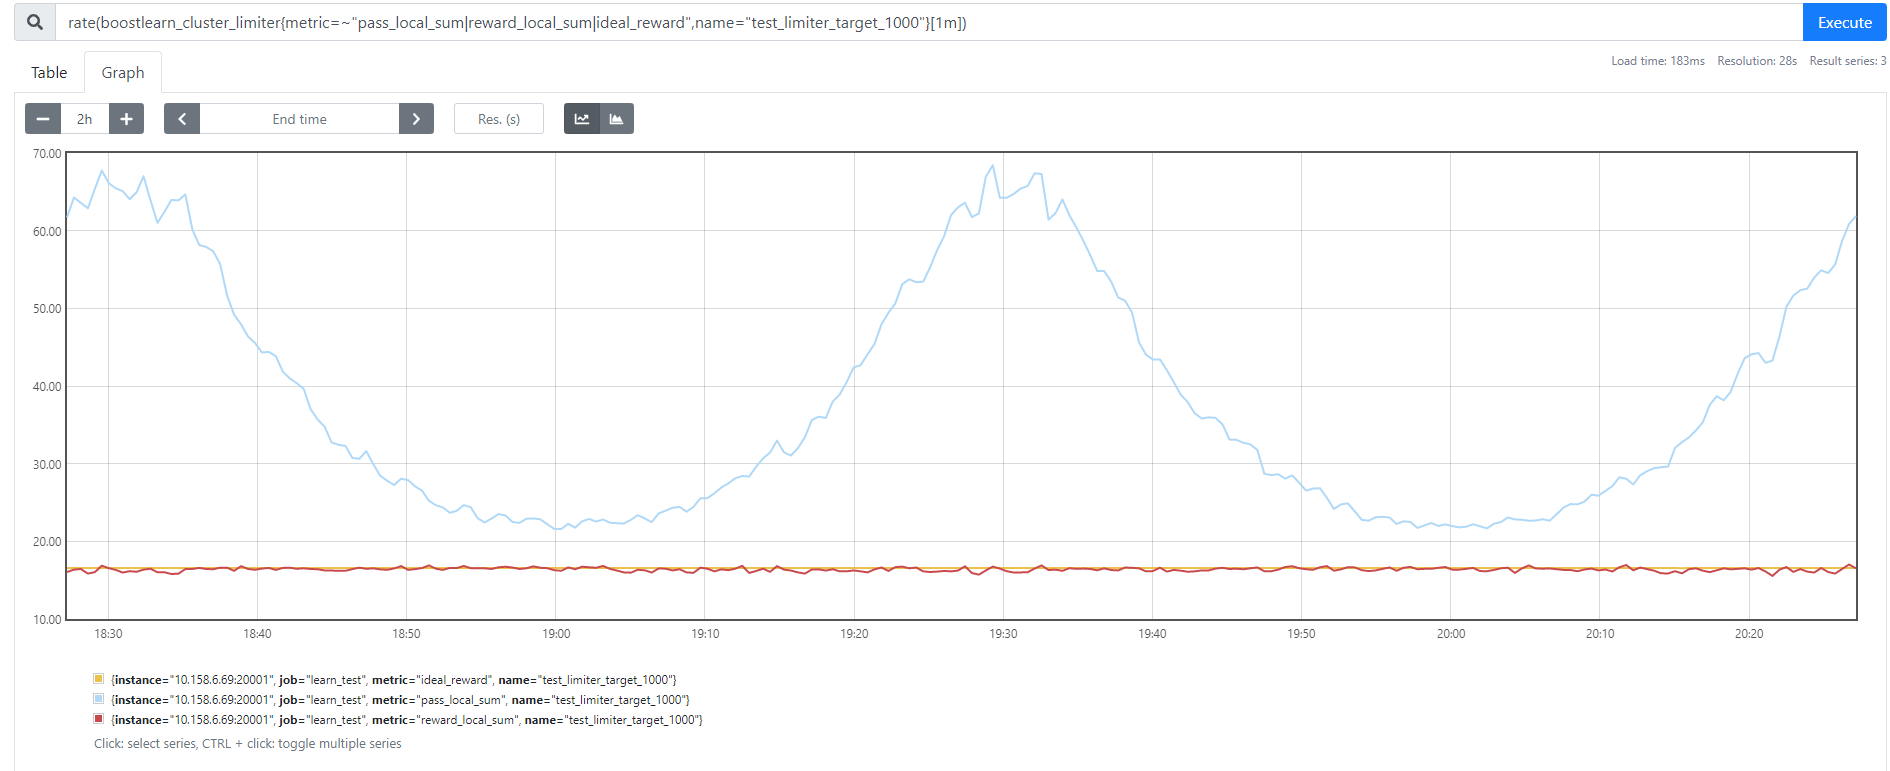 rate(boostlearn_cluster_limiter{metric=~"pass_local_sum|reward_local_sum|ideal_reward",name="test_limiter_target_1000"}[1m])
Execute
Table
Graph
Load time: 183ms Resolution: 28s Result series: 3
2h
End time
Res. (s)
70.00
60.00
50.00
40.00
30.00
20.00
10.00
18:30 18:40 18:50 19:00 19:10 19:20 19:30 19:40 19:50 20:00 20:10 20:20
{instance="10.158.6.69:20001", job="learn_test", metric="ideal_reward", name="test_limiter_target_1000"}
{instance="10.158.6.69:20001", job="learn_test", metric="pass_local_sum", name="test_limiter_target_1000"}
{instance="10.158.6.69:20001", job="learn_test", metric="reward_local_sum", name="test_limiter_target_1000"}
Click: select series, CTRL + click: toggle multiple series